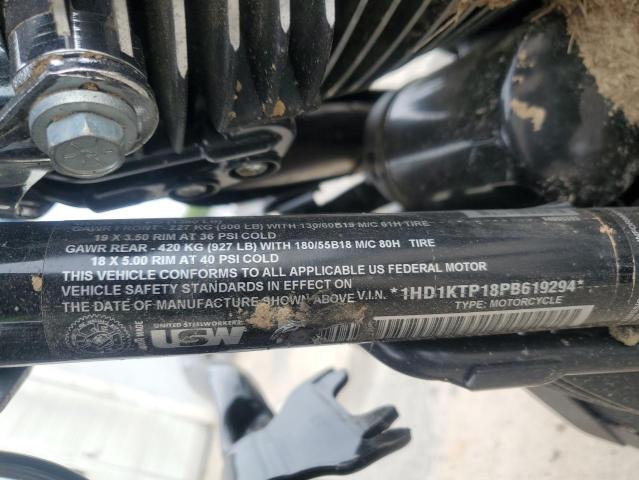 GAWR FRONT - 227 KG (500 LB) WITH 130/60B19 M/C 61H TIRE
19 X 3.50 RIM AT 36 PSI COLD
GAWR REAR - 420 KG (927 LB) WITH 180/55B18 M/C 80H TIRE
18 X 5.00 RIM AT 40 PSI COLD
THIS VEHICLE CONFORMS TO ALL APPLICABLE US FEDERAL MOTOR
VEHICLE SAFETY STANDARDS IN EFFECT ON
THE DATE OF MANUFACTURE SHOWN ABOVE V.I.N. *1HD1KTP18PB619294*
TYPE: MOTORCYCLE
MADE
UNITED STEELWORKERS
USW